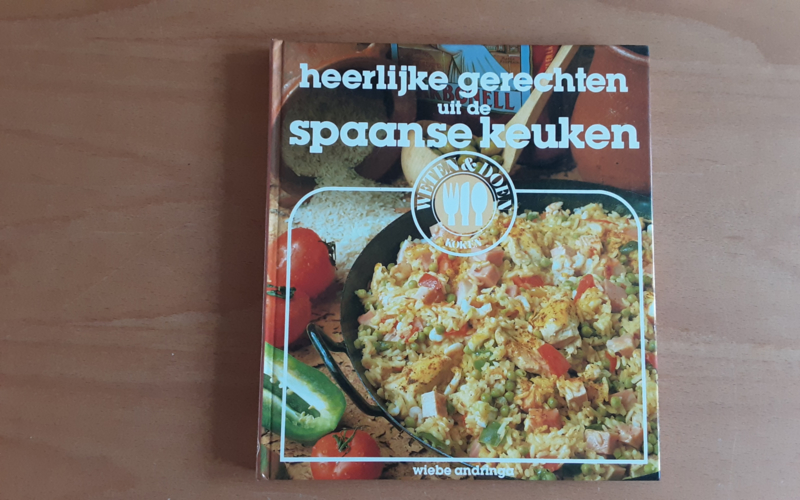 heerlijke gerechten
uit de
spaanse keuken
WETEN & DOEN
KOKEN
wiebe andringa